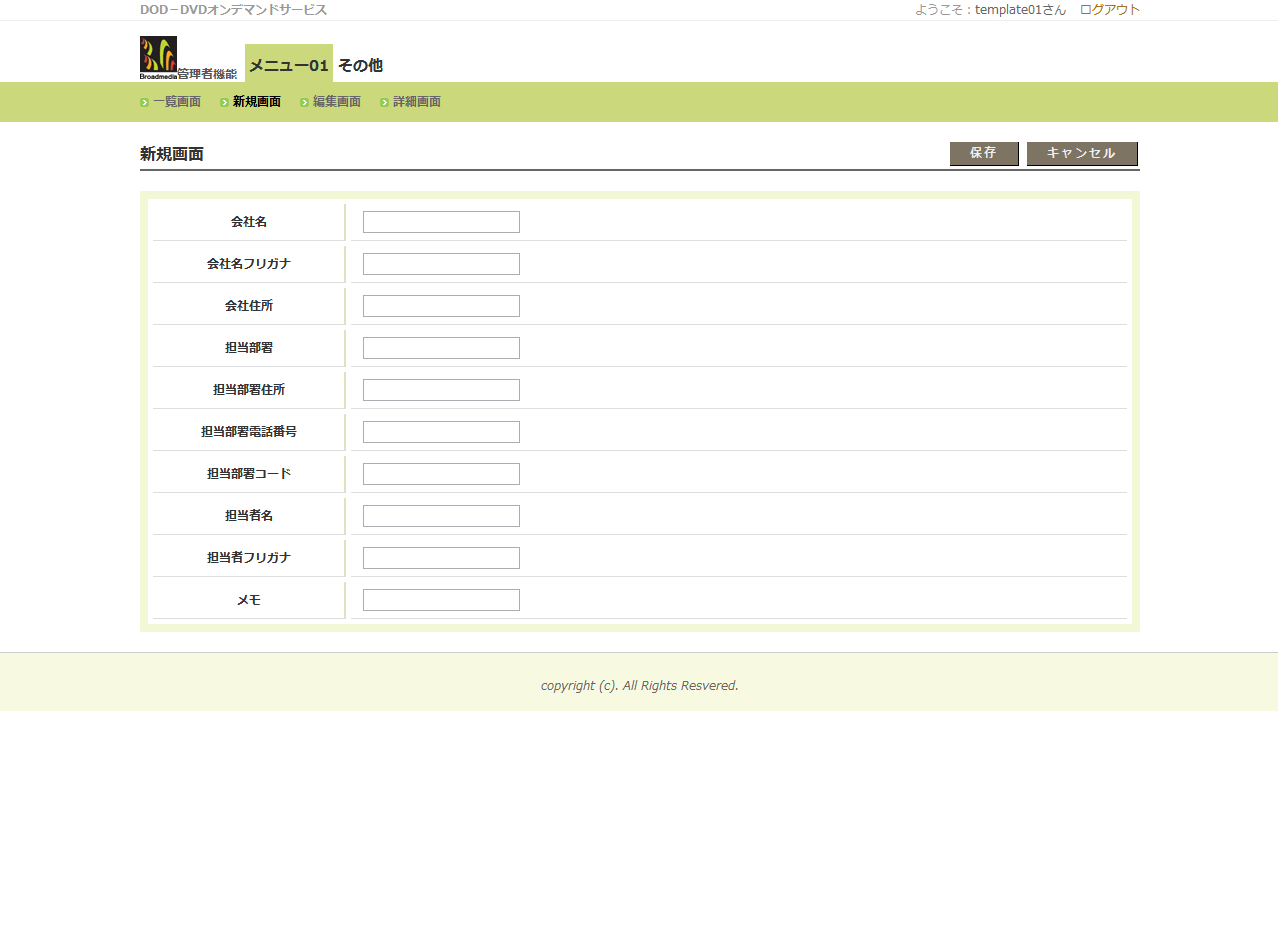 DOD－DVDオンデマンドサービス
ようこそ：template01さん ログアウト
Broadmedia 管理者機能 メニュー01 その他
一覧画面 新規画面 編集画面 詳細画面
新規画面 保存 キャンセル
会社名
会社名フリガナ
会社住所
担当部署
担当部署住所
担当部署電話番号
担当部署コード
担当者名
担当者フリガナ
メモ
copyright (c). All Rights Resvered.